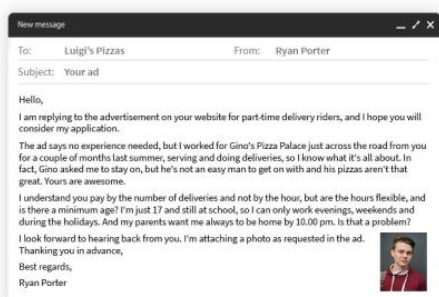 New message
To: Luigi's Pizzas From: Ryan Porter
Subject: Your ad
Hello,
I am replying to the advertisement on your website for part-time delivery riders, and I hope you will
consider my application.
The ad says no experience needed, but I worked for Gino's Pizza Palace just across the road from you
for a couple of months last summer, serving and doing deliveries, so I know what it's all about. In
fact, Gino asked me to stay on, but he's not an easy man to get on with and his pizzas aren't that
great. Yours are awesome.
I understand you pay by the number of deliveries and not by the hour, but are the hours flexible, and
is there a minimum age? I'm just 17 and still at school, so I can only work evenings, weekends and
during the holidays. And my parents want me always to be home by 10.00 pm. Is that a problem?
I look forward to hearing back from you. I'm attaching a photo as requested in the ad.
Thanking you in advance,
Best regards,
Ryan Porter